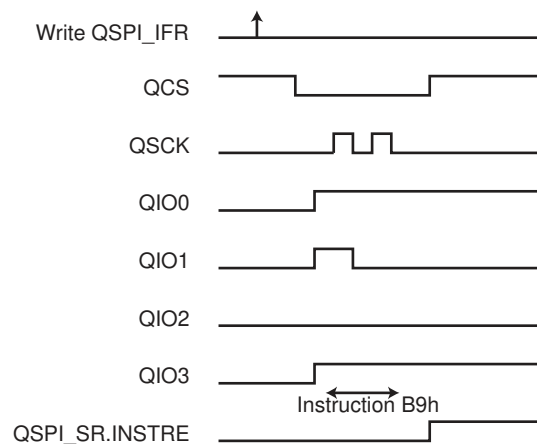 Write QSPI_IFR
QCS
QSCK
QIO0
QIO1
QIO2
QIO3
Instruction B9h
QSPI_SR.INSTRE